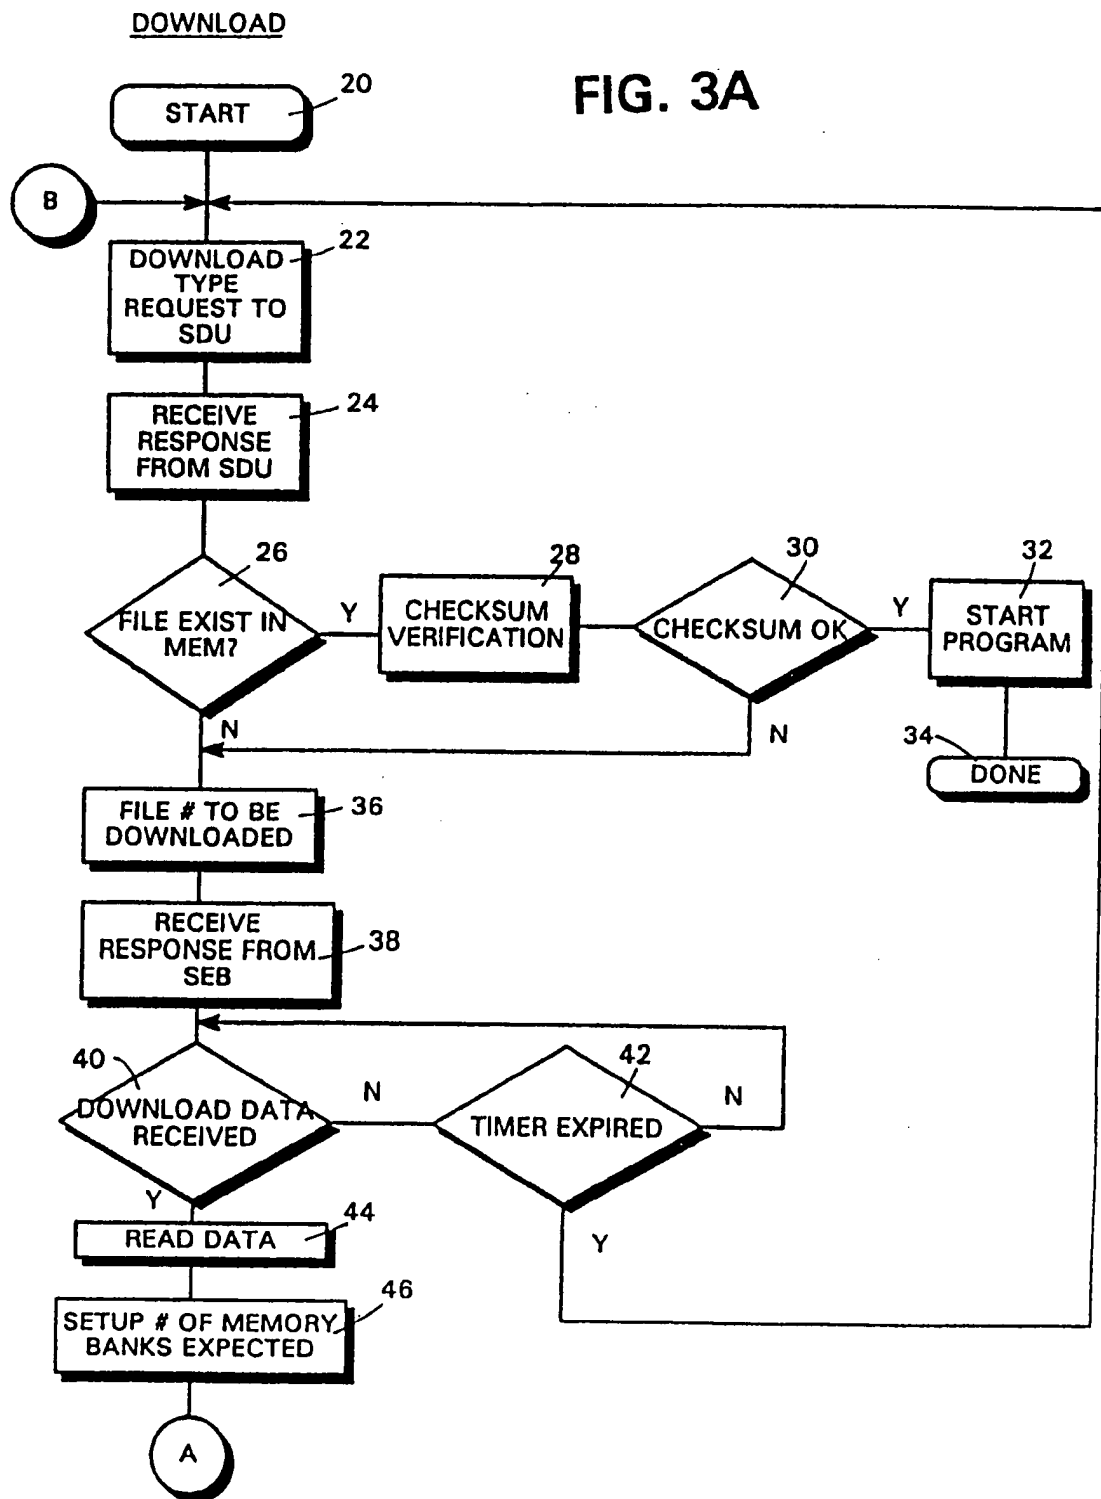 DOWNLOAD
FIG. 3A
START
20
B
DOWNLOAD
TYPE
REQUEST TO
SDU
22
RECEIVE
RESPONSE
FROM SDU
24
FILE EXIST IN
MEM?
26
Y
N
CHECKSUM
VERIFICATION
28
CHECKSUM OK
30
Y
N
START
PROGRAM
32
34
DONE
FILE # TO BE
DOWNLOADED
36
RECEIVE
RESPONSE FROM
SEB
38
40
DOWNLOAD DATA
RECEIVED
N
Y
TIMER EXPIRED
42
N
Y
READ DATA
44
SETUP # OF MEMORY
BANKS EXPECTED
46
A